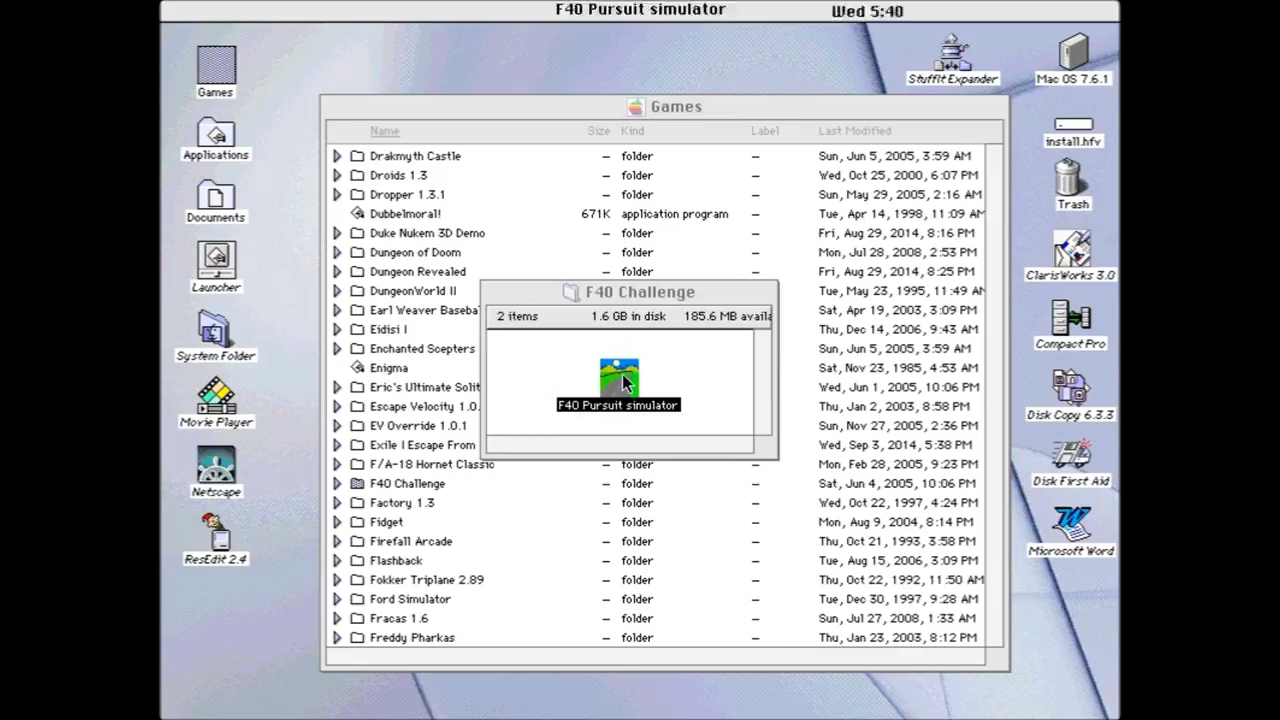 F40 Pursuit simulator
Wed 5:40
Games
Applications
Documents
Launcher
System Folder
Movie Player
Netscape
ResEdit 2.4
StuffIt Expander
Mac OS 7.6.1
install.hfv
Trash
ClarisWorks 3.0
Compact Pro
Disk Copy 6.3.3
Disk First Aid
Microsoft Word
Games
Name Size Kind Label Last Modified
Drakmyth Castle – folder – Sun, Jun 5, 2005, 3:59 AM
Droids 1.3 – folder – Wed, Oct 25, 2000, 6:07 PM
Dropper 1.3.1 – folder – Sun, May 29, 2005, 2:16 AM
Dubbelmoral! 671K application program – Tue, Apr 14, 1998, 11:09 AM
Duke Nukem 3D Demo – folder – Fri, Aug 29, 2014, 8:16 PM
Dungeon of Doom – folder – Mon, Jul 28, 2008, 2:53 PM
Dungeon Revealed – folder – Fri, Aug 29, 2014, 8:25 PM
DungeonWorld II Tue, May 23, 1995, 11:49 AM
Earl Weaver Baseba Sat, Apr 19, 2003, 3:09 PM
Eidisi I Thu, Dec 14, 2006, 9:43 AM
Enchanted Scepters Sun, Jun 5, 2005, 3:59 AM
Enigma Sat, Nov 23, 1985, 4:53 AM
Eric's Ultimate Solit Wed, Jun 1, 2005, 10:06 PM
Escape Velocity 1.0. Thu, Jan 2, 2003, 8:58 PM
EV Override 1.0.1 Sun, Nov 27, 2005, 2:36 PM
Exile I Escape From Wed, Sep 3, 2014, 5:38 PM
F/A-18 Hornet Classic – folder – Mon, Feb 28, 2005, 9:23 PM
F40 Challenge – folder – Sat, Jun 4, 2005, 10:06 PM
Factory 1.3 – folder – Wed, Oct 22, 1997, 4:24 PM
Fidget – folder – Mon, Aug 9, 2004, 8:14 PM
Firefall Arcade – folder – Thu, Oct 21, 1993, 3:58 PM
Flashback – folder – Tue, Aug 15, 2006, 3:09 PM
Fokker Triplane 2.89 – folder – Thu, Oct 22, 1992, 11:50 AM
Ford Simulator – folder – Tue, Dec 30, 1997, 9:28 AM
Fracas 1.6 – folder – Sun, Jul 27, 2008, 1:33 AM
Freddy Pharkas – folder – Thu, Jan 23, 2003, 8:12 PM
F40 Challenge
2 items 1.6 GB in disk 185.6 MB availa
F40 Pursuit simulator